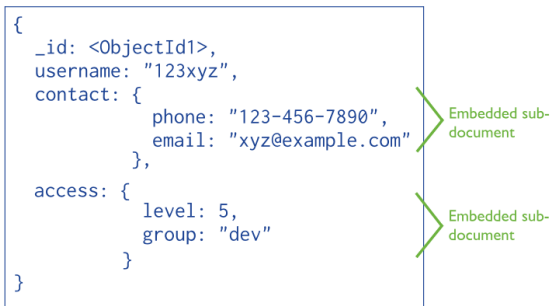 {
_id: <ObjectId1>,
username: "123xyz",
contact: {
phone: "123-456-7890",
email: "xyz@example.com"
},
access: {
level: 5,
group: "dev"
}
}
Embedded sub-
document
Embedded sub-
document